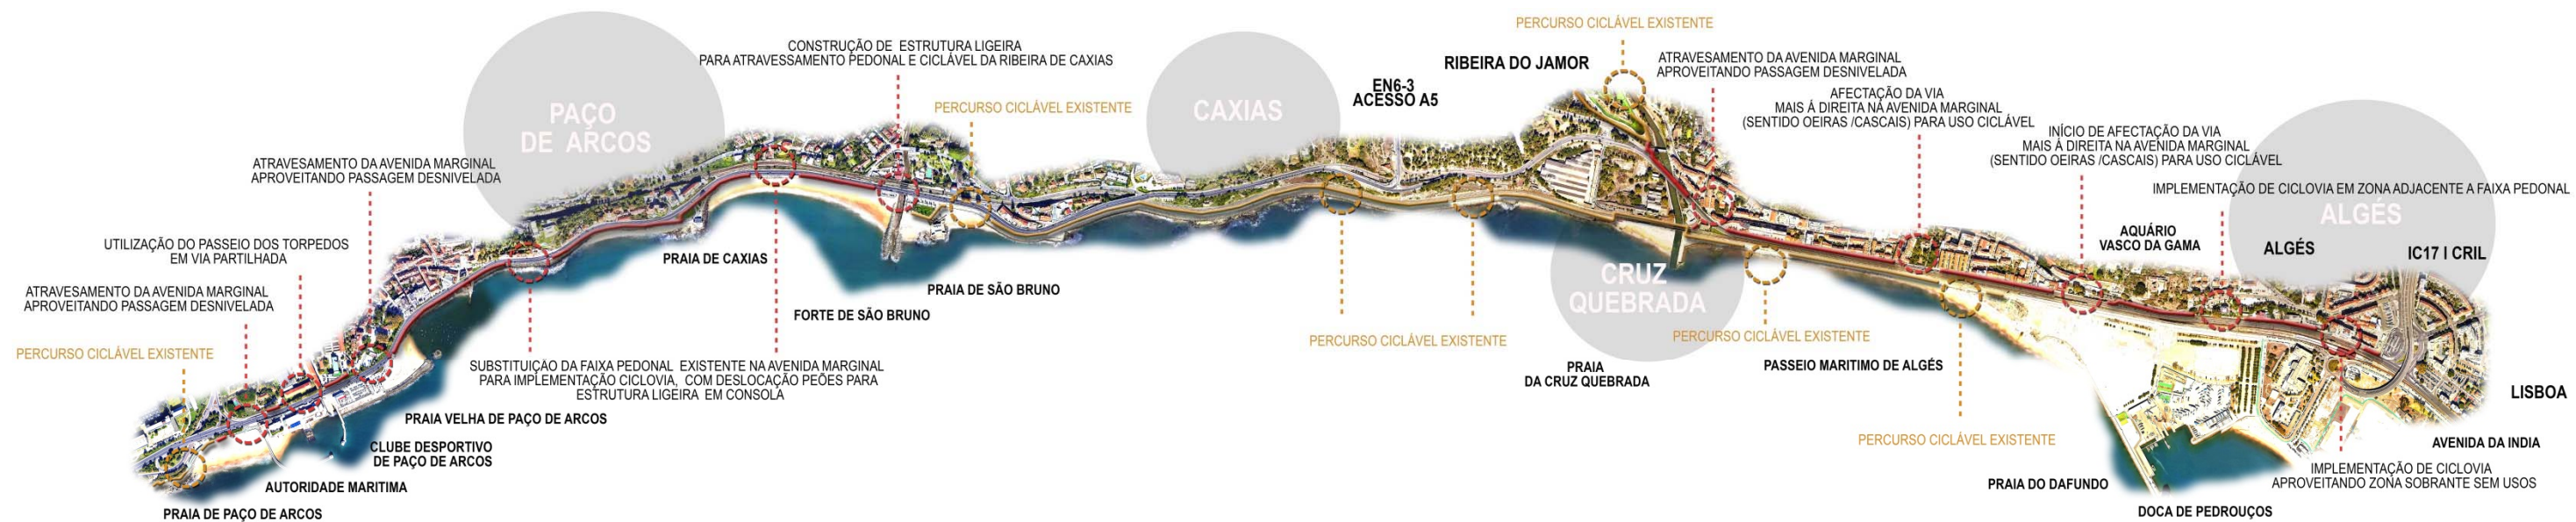 PERCURSO CICLÁVEL EXISTENTE
ATRAVESAMENTO DA AVENIDA MARGINAL
APROVEITANDO PASSAGEM DESNIVELADA
UTILIZAÇÃO DO PASSEIO DOS TORPEDOS
EM VIA PARTILHADA
ATRAVESAMENTO DA AVENIDA MARGINAL
APROVEITANDO PASSAGEM DESNIVELADA
PAÇO
DE ARCOS
CONSTRUÇÃO DE ESTRUTURA LIGEIRA
PARA ATRAVESSAMENTO PEDONAL E CICLÁVEL DA RIBEIRA DE CAXIAS
PERCURSO CICLÁVEL EXISTENTE
CAXIAS
EN6-3
ACESSO A5
RIBEIRA DO JAMOR
PERCURSO CICLÁVEL EXISTENTE
ATRAVESAMENTO DA AVENIDA MARGINAL
APROVEITANDO PASSAGEM DESNIVELADA
AFECTAÇÃO DA VIA
MAIS Á DIREITA NA AVENIDA MARGINAL
(SENTIDO OEIRAS /CASCAIS) PARA USO CICLÁVEL
INÍCIO DE AFECTAÇÃO DA VIA
MAIS Á DIREITA NA AVENIDA MARGINAL
(SENTIDO OEIRAS /CASCAIS) PARA USO CICLÁVEL
IMPLEMENTAÇÃO DE CICLOVIA EM ZONA ADJACENTE A FAIXA PEDONAL
ALGÉS
AQUÁRIO
VASCO DA GAMA
ALGÉS
IC17 I CRIL
PRAIA DE PAÇO DE ARCOS
AUTORIDADE MARITIMA
CLUBE DESPORTIVO
DE PAÇO DE ARCOS
PRAIA VELHA DE PAÇO DE ARCOS
SUBSTITUIÇÃO DA FAIXA PEDONAL EXISTENTE NA AVENIDA MARGINAL
PARA IMPLEMENTAÇÃO CICLOVIA, COM DESLOCAÇÃO PEÕES PARA
ESTRUTURA LIGEIRA EM CONSOLA
PRAIA DE CAXIAS
FORTE DE SÃO BRUNO
PRAIA DE SÃO BRUNO
PERCURSO CICLÁVEL EXISTENTE
CRUZ
QUEBRADA
PRAIA
DA CRUZ QUEBRADA
PERCURSO CICLÁVEL EXISTENTE
PASSEIO MARITIMO DE ALGÉS
PERCURSO CICLÁVEL EXISTENTE
PRAIA DO DAFUNDO
DOCA DE PEDROUÇOS
IMPLEMENTAÇÃO DE CICLOVIA
APROVEITANDO ZONA SOBRANTE SEM USOS
AVENIDA DA INDIA
LISBOA